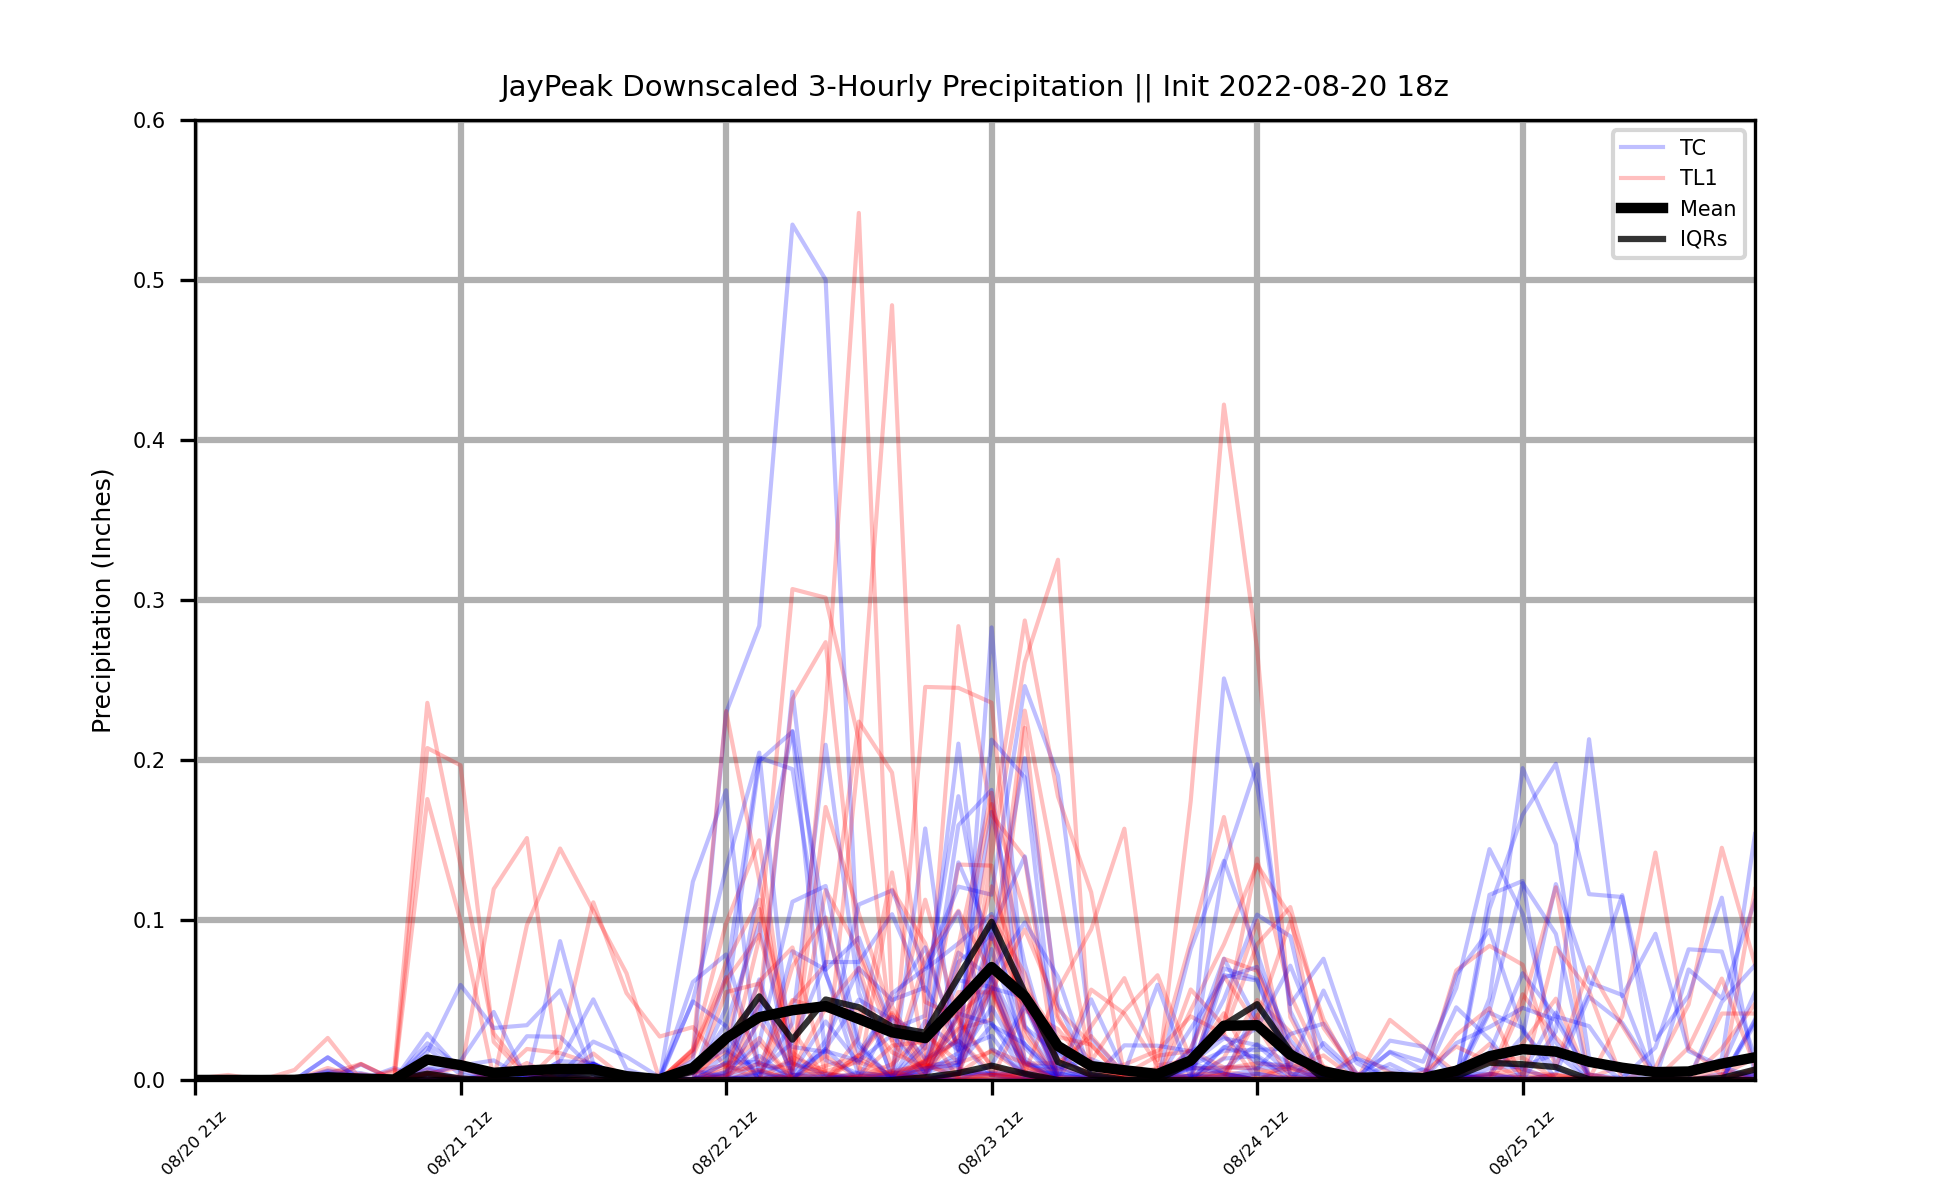 JayPeak Downscaled 3-Hourly Precipitation || Init 2022-08-20 18z
TC
TL1
Mean
IQRs
Precipitation (Inches)
0.6
0.5
0.4
0.3
0.2
0.1
0.0
08/20 21z
08/21 21z
08/22 21z
08/23 21z
08/24 21z
08/25 21z